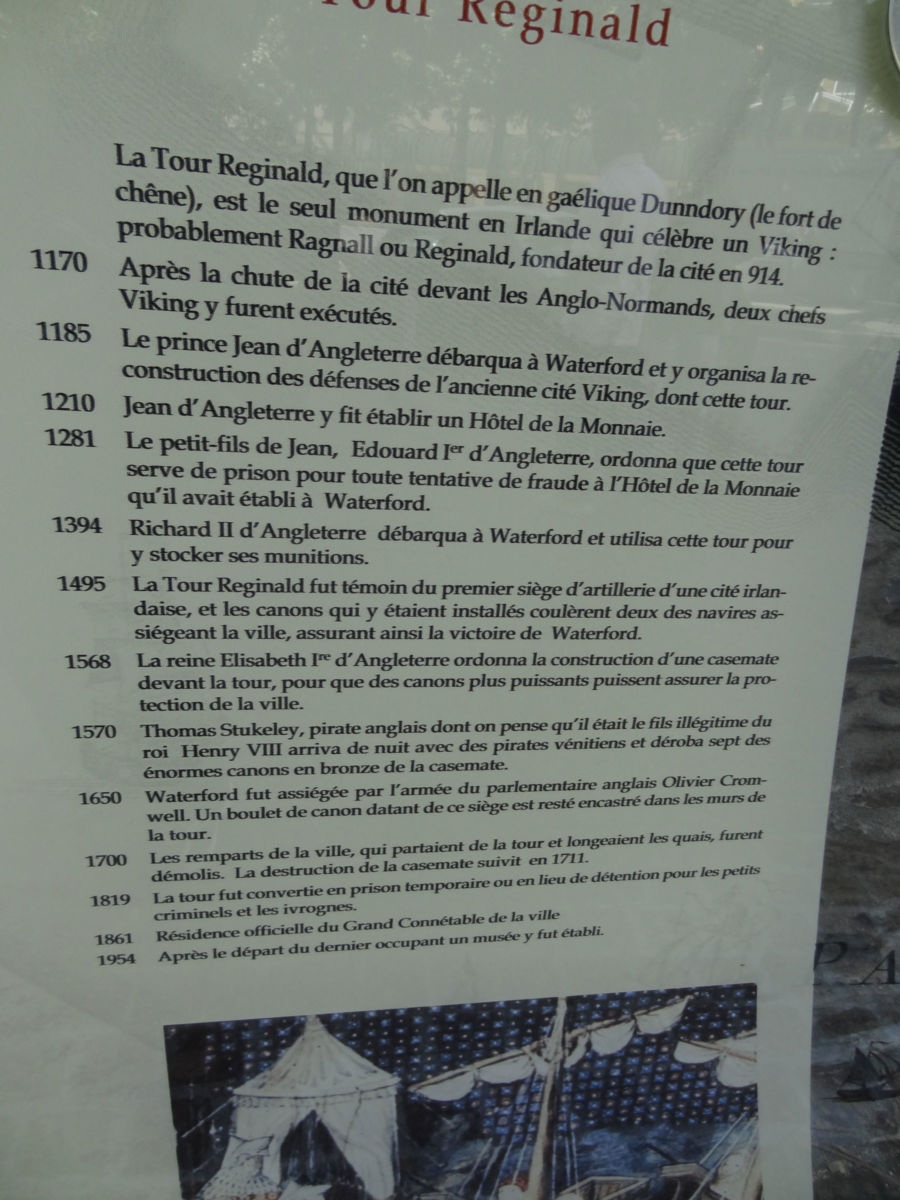 Tour Reginald
La Tour Reginald, que l'on appelle en gaélique Dunndory (le fort de
chêne), est le seul monument en Irlande qui célèbre un Viking :
probablement Ragnall ou Reginald, fondateur de la cité en 914.
1170 Après la chute de la cité devant les Anglo-Normands, deux chefs
Viking y furent exécutés.
1185 Le prince Jean d'Angleterre débarqua à Waterford et y organisa la re-
construction des défenses de l'ancienne cité Viking, dont cette tour.
1210 Jean d'Angleterre y fit établir un Hôtel de la Monnaie.
1281 Le petit-fils de Jean, Edouard Ier d'Angleterre, ordonna que cette tour
serve de prison pour toute tentative de fraude à l'Hôtel de la Monnaie
qu'il avait établi à Waterford.
1394 Richard II d'Angleterre débarqua à Waterford et utilisa cette tour pour
y stocker ses munitions.
1495 La Tour Reginald fut témoin du premier siège d'artillerie d'une cité irlan-
daise, et les canons qui y étaient installés coulèrent deux des navires as-
siégeant la ville, assurant ainsi la victoire de Waterford.
1568 La reine Elisabeth Ire d'Angleterre ordonna la construction d'une casemate
devant la tour, pour que des canons plus puissants puissent assurer la pro-
tection de la ville.
1570 Thomas Stukeley, pirate anglais dont on pense qu'il était le fils illégitime du
roi Henry VIII arriva de nuit avec des pirates vénitiens et déroba sept des
énormes canons en bronze de la casemate.
1650 Waterford fut assiégée par l'armée du parlementaire anglais Olivier Crom-
well. Un boulet de canon datant de ce siège est resté encastré dans les murs de
la tour.
1700 Les remparts de la ville, qui partaient de la tour et longeaient les quais, furent
démolis. La destruction de la casemate suivit en 1711.
1819 La tour fut convertie en prison temporaire ou en lieu de détention pour les petits
criminels et les ivrognes.
1861 Résidence officielle du Grand Connétable de la ville
1954 Après le départ du dernier occupant un musée y fut établi.
PA